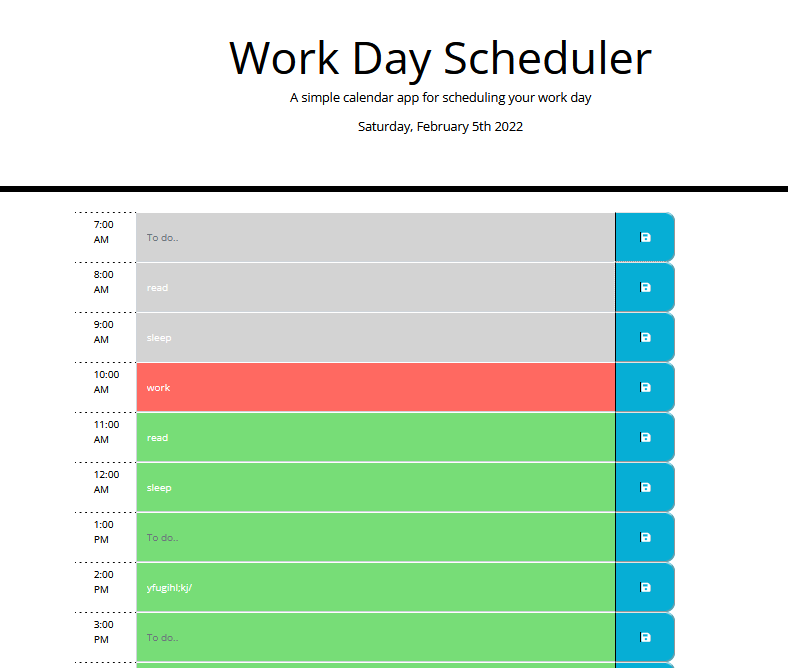 Work Day Scheduler
A simple calendar app for scheduling your work day
Saturday, February 5th 2022
7:00
AM
To do..
8:00
AM
read
9:00
AM
sleep
10:00
AM
work
11:00
AM
read
12:00
AM
sleep
1:00
PM
To do..
2:00
PM
yfugihl;kj/
3:00
PM
To do..